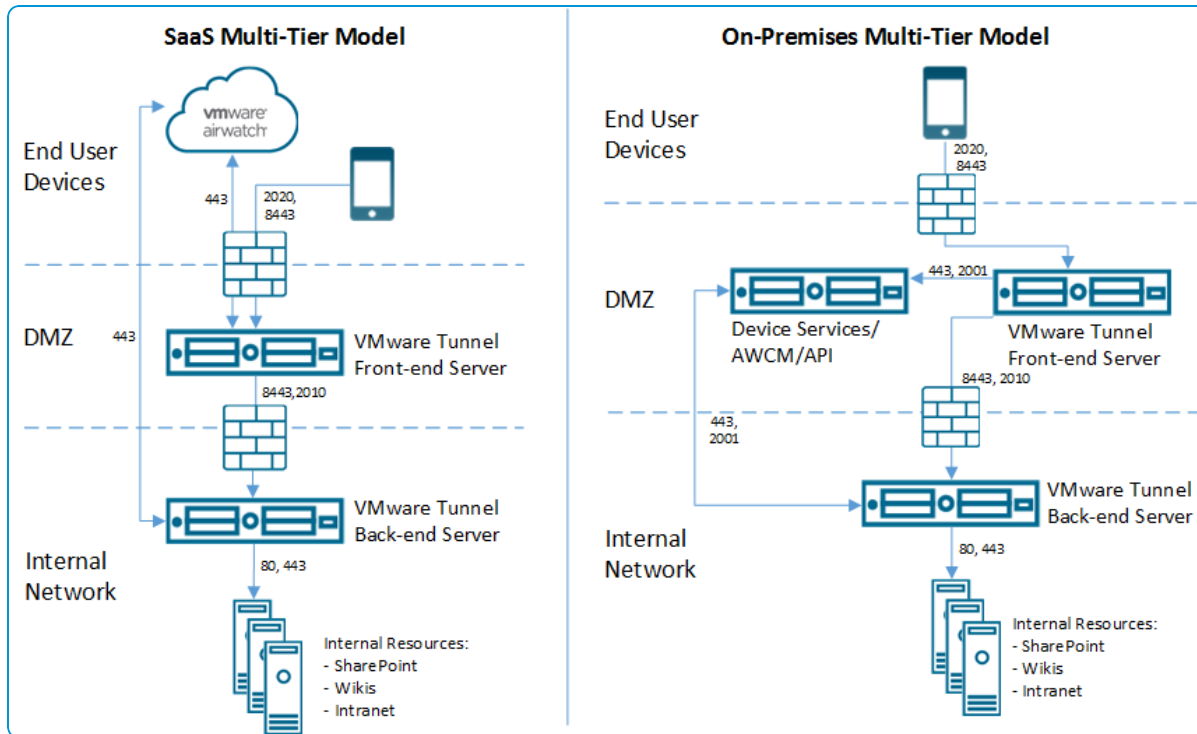 SaaS Multi-Tier Model
vmware
airwatch
End User
Devices
443
2020,
8443
DMZ
443
VMware Tunnel
Front-end Server
8443,2010
VMware Tunnel
Back-end Server
Internal
Network
80, 443
Internal Resources:
- SharePoint
- Wikis
- Intranet
On-Premises Multi-Tier Model
End User
Devices
2020,
8443
DMZ
443, 2001
Device Services/
AWCM/API
VMware Tunnel
Front-end Server
8443, 2010
443,
2001
VMware Tunnel
Back-end Server
Internal
Network
80, 443
Internal Resources:
- SharePoint
- Wikis
- Intranet